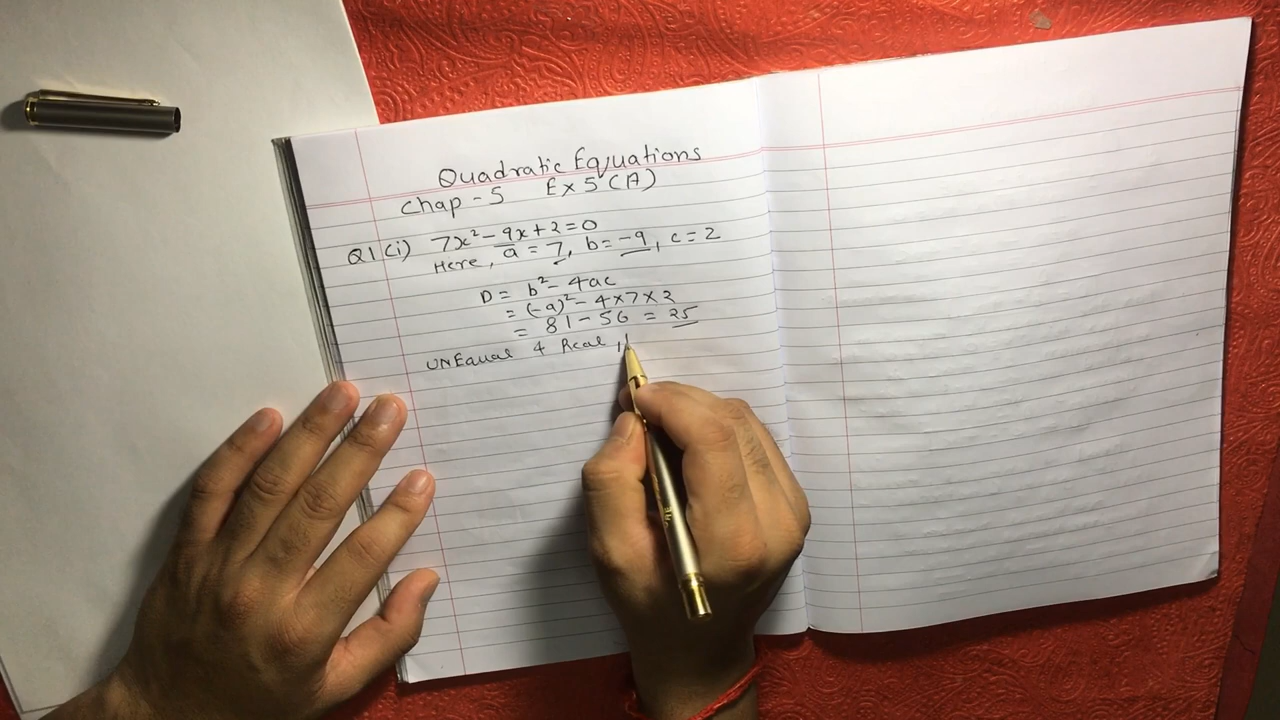 Quadratic Equations
Chap - 5 Ex 5 (A)
Q1 (i) 7x² - 9x + 2 = 0
Here, a = 7, b = -9, c = 2
D = b² - 4ac
= (-9)² - 4×7×2
= 81 - 56 = 25
UNEqual & Real,